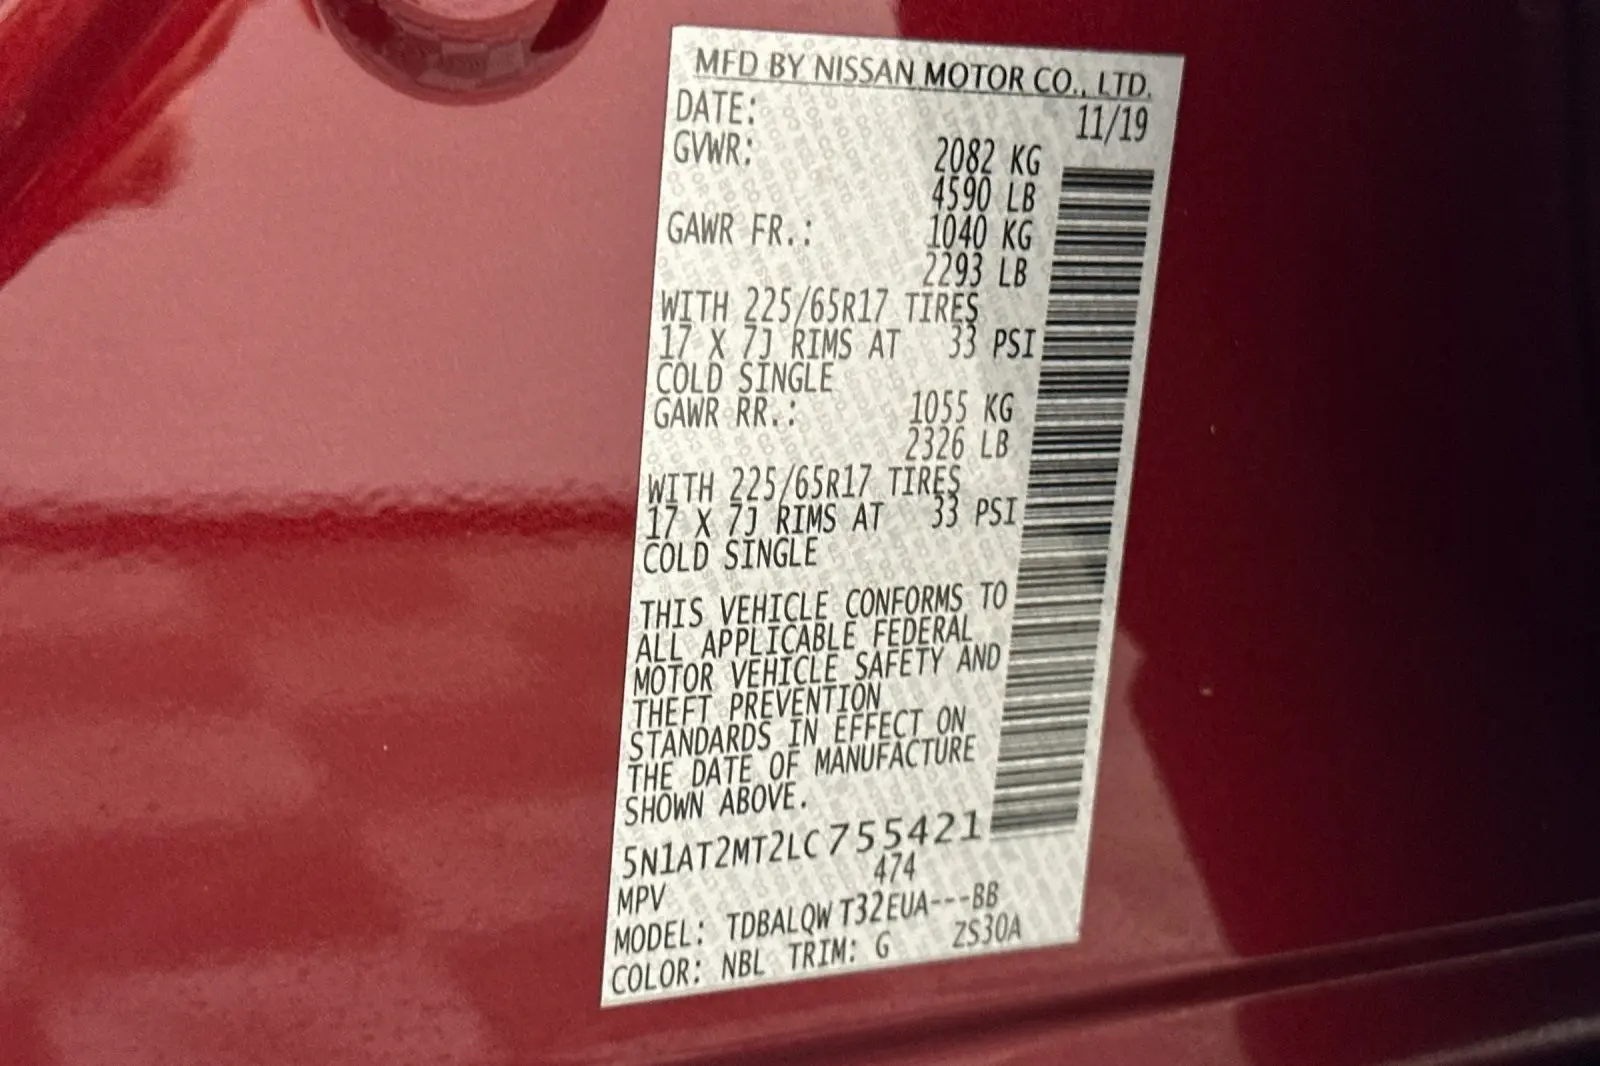 MFD BY NISSAN MOTOR CO., LTD.
DATE: 11/19
GVWR: 2082 KG
4590 LB
GAWR FR.: 1040 KG
2293 LB
WITH 225/65R17 TIRES
17 X 7J RIMS AT 33 PSI
COLD SINGLE
GAWR RR.: 1055 KG
2326 LB
WITH 225/65R17 TIRES
17 X 7J RIMS AT 33 PSI
COLD SINGLE
THIS VEHICLE CONFORMS TO
ALL APPLICABLE FEDERAL
MOTOR VEHICLE SAFETY AND
THEFT PREVENTION
STANDARDS IN EFFECT ON
THE DATE OF MANUFACTURE
SHOWN ABOVE.
5N1AT2MT2LC755421
MPV 474
MODEL: TDBALQW T32EUA---BB
COLOR: NBL TRIM: G ZS30A